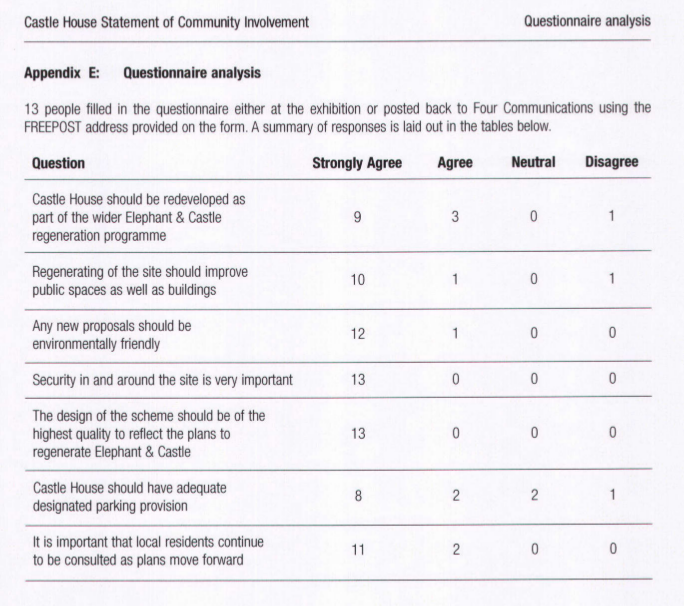 Castle House Statement of Community Involvement Questionnaire analysis
Appendix E: Questionnaire analysis
13 people filled in the questionnaire either at the exhibition or posted back to Four Communications using the
FREEPOST address provided on the form. A summary of responses is laid out in the tables below.
Question Strongly Agree Agree Neutral Disagree
Castle House should be redeveloped as
part of the wider Elephant & Castle 9 3 0 1
regeneration programme
Regenerating of the site should improve
public spaces as well as buildings 10 1 0 1
Any new proposals should be
environmentally friendly 12 1 0 0
Security in and around the site is very important 13 0 0 0
The design of the scheme should be of the
highest quality to reflect the plans to 13 0 0 0
regenerate Elephant & Castle
Castle House should have adequate
designated parking provision 8 2 2 1
It is important that local residents continue
to be consulted as plans move forward 11 2 0 0